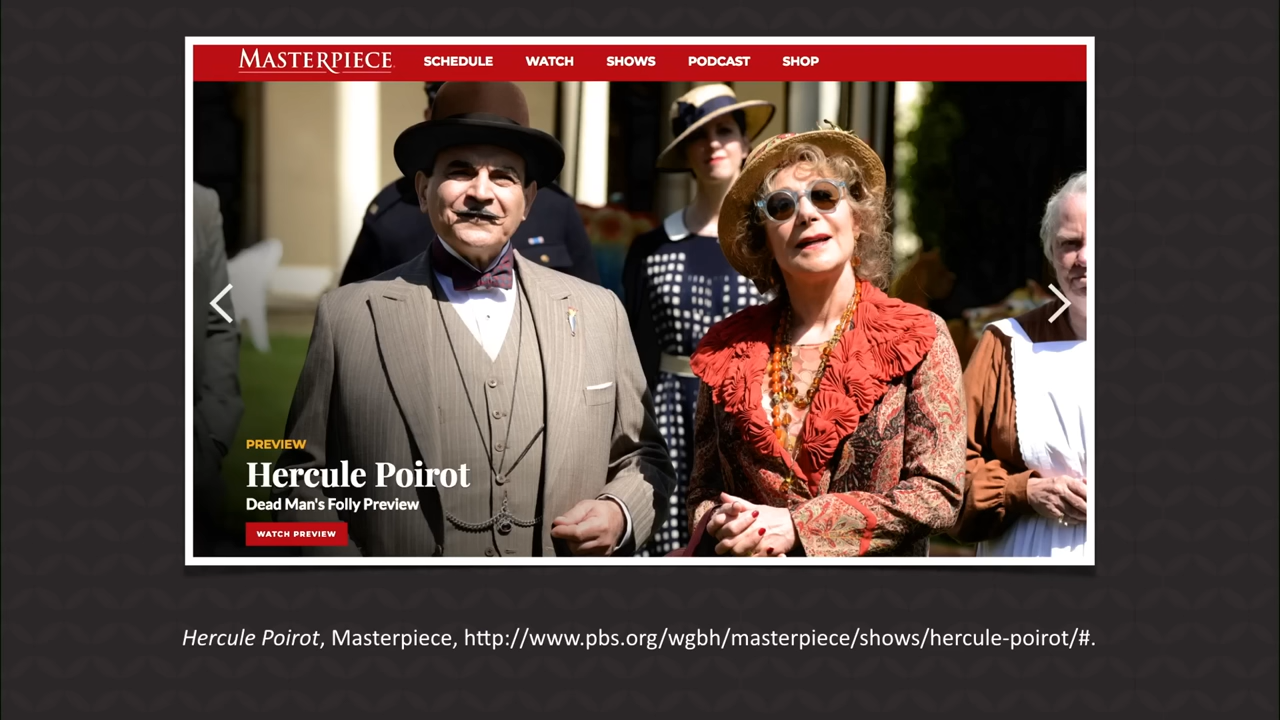 MASTERPIECE SCHEDULE WATCH SHOWS PODCAST SHOP
PREVIEW
Hercule Poirot
Dead Man's Folly Preview
WATCH PREVIEW
Hercule Poirot, Masterpiece, http://www.pbs.org/wgbh/masterpiece/shows/hercule-poirot/#.